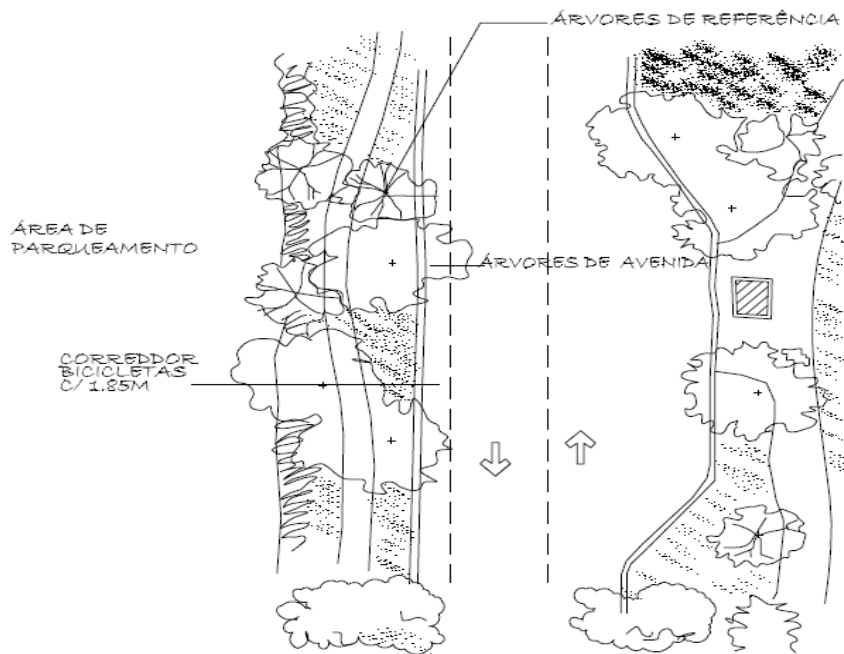 ÁRVORES DE REFERÊNCIA
ÁREA DE
PARQUEAMENTO
ÁRVORES DE AVENIDA
CORREDDOR
BICICLETAS
C/ 1.85M